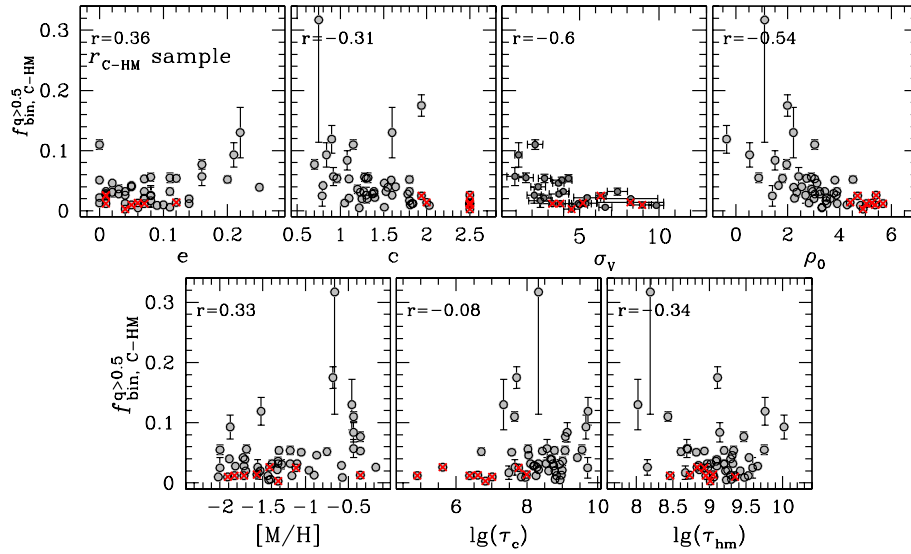 0.3
0.2
0.1
0
f^{q>0.5}_{bin, C-HM}
r=0.36
r_{C-HM} sample
r=−0.31
r=−0.6
r=−0.54
0 0.1 0.2
0.5 1 1.5 2 2.5
5 10
0 2 4 6
e
c
σ_V
ρ_0
0.3
0.2
0.1
0
f^{q>0.5}_{bin, C-HM}
r=0.33
r=−0.08
r=−0.34
−2 −1.5 −1 −0.5
6 8 10
8 8.5 9 9.5 10
[M/H]
lg(τ_c)
lg(τ_{hm})